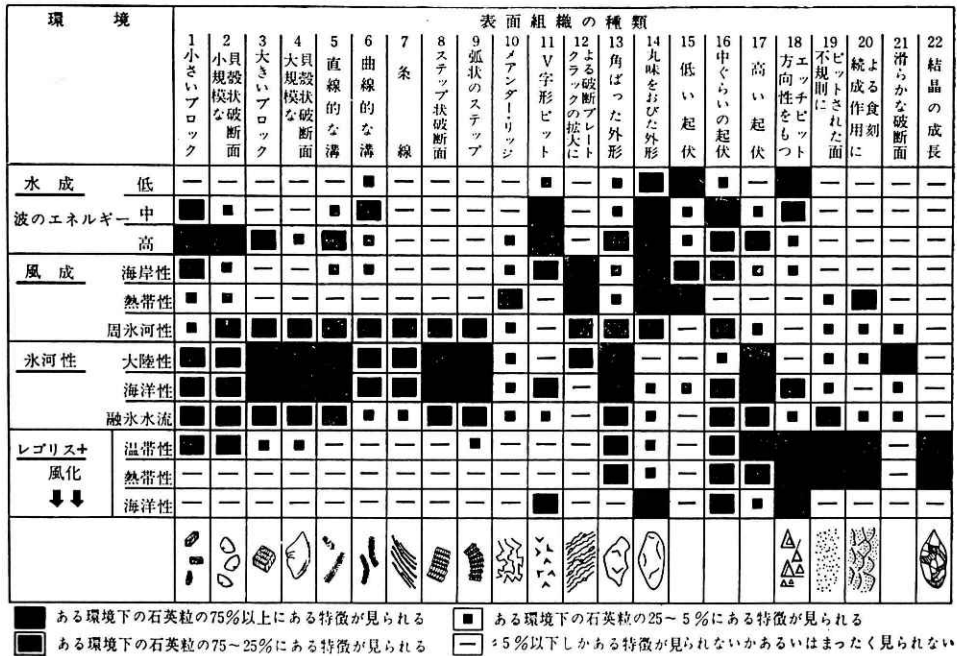 環境
表面組織の種類
1 小さいブロック
2 小規模な貝殻状破断面
3 大きいブロック
4 大規模な貝殻状破断面
5 直線的な溝
6 曲線的な溝
7 条線
8 ステップ状破断面
9 弧状のステップ
10 メアンダー・リッジ
11 V字形ピット
12 クラックの拡大による破断プレート
13 角ばった外形
14 丸味をおびた外形
15 低い起伏
16 中ぐらいの起伏
17 高い起伏
18 方向性をもつエッチピット
19 不規則にピットされた面
20 続成作用による食刻
21 滑らかな破断面
22 結晶の成長
水成 低
波のエネルギー 中
高
風成 海岸性
熱帯性
周氷河性
氷河性 大陸性
海洋性
融氷水流
レゴリス+ 温帯性
風化 熱帯性
海洋性
ある環境下の石英粒の75%以上にある特徴が見られる
ある環境下の石英粒の25~5%にある特徴が見られる
ある環境下の石英粒の75~25%にある特徴が見られる
5%以下しかある特徴が見られないかあるいはまったく見られない